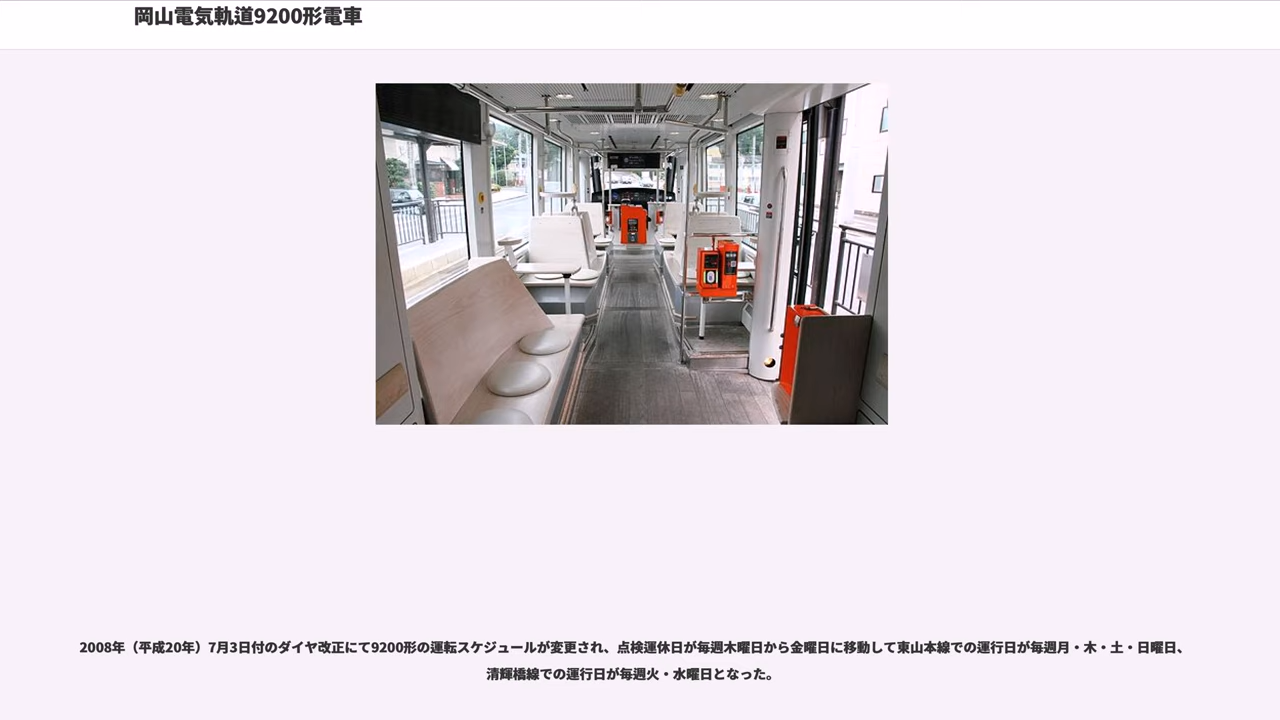 岡山電気軌道9200形電車
2008年（平成20年）7月3日付のダイヤ改正にて9200形の運転スケジュールが変更され、点検運休日が毎週木曜日から金曜日に移動して東山本線での運行日が毎週月・木・土・日曜日、
清輝橋線での運行日が毎週火・水曜日となった。